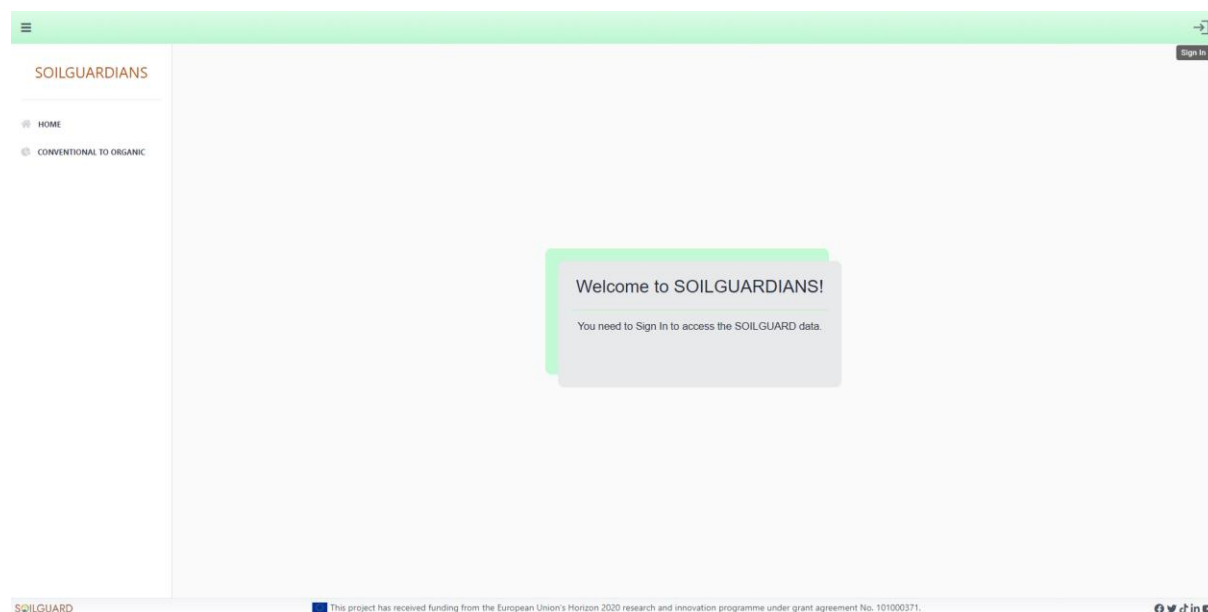 Sign In
SOILGUARDIANS
HOME
CONVENTIONAL TO ORGANIC
Welcome to SOILGUARDIANS!
You need to Sign In to access the SOILGUARD data.
SOILGUARD
This project has received funding from the European Union's Horizon 2020 research and innovation programme under grant agreement No. 101000371.